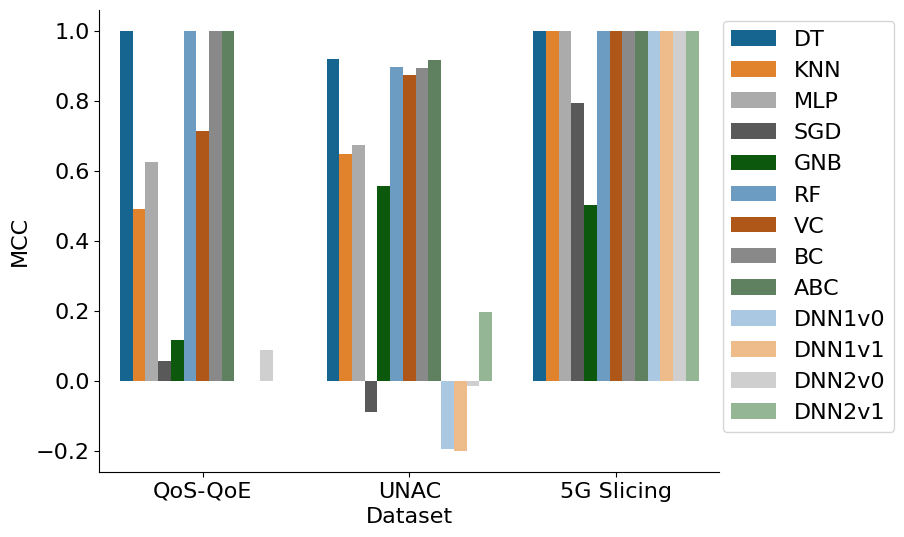 MCC
1.0
0.8
0.6
0.4
0.2
0.0
−0.2
QoS-QoE
UNAC
5G Slicing
Dataset
DT
KNN
MLP
SGD
GNB
RF
VC
BC
ABC
DNN1v0
DNN1v1
DNN2v0
DNN2v1